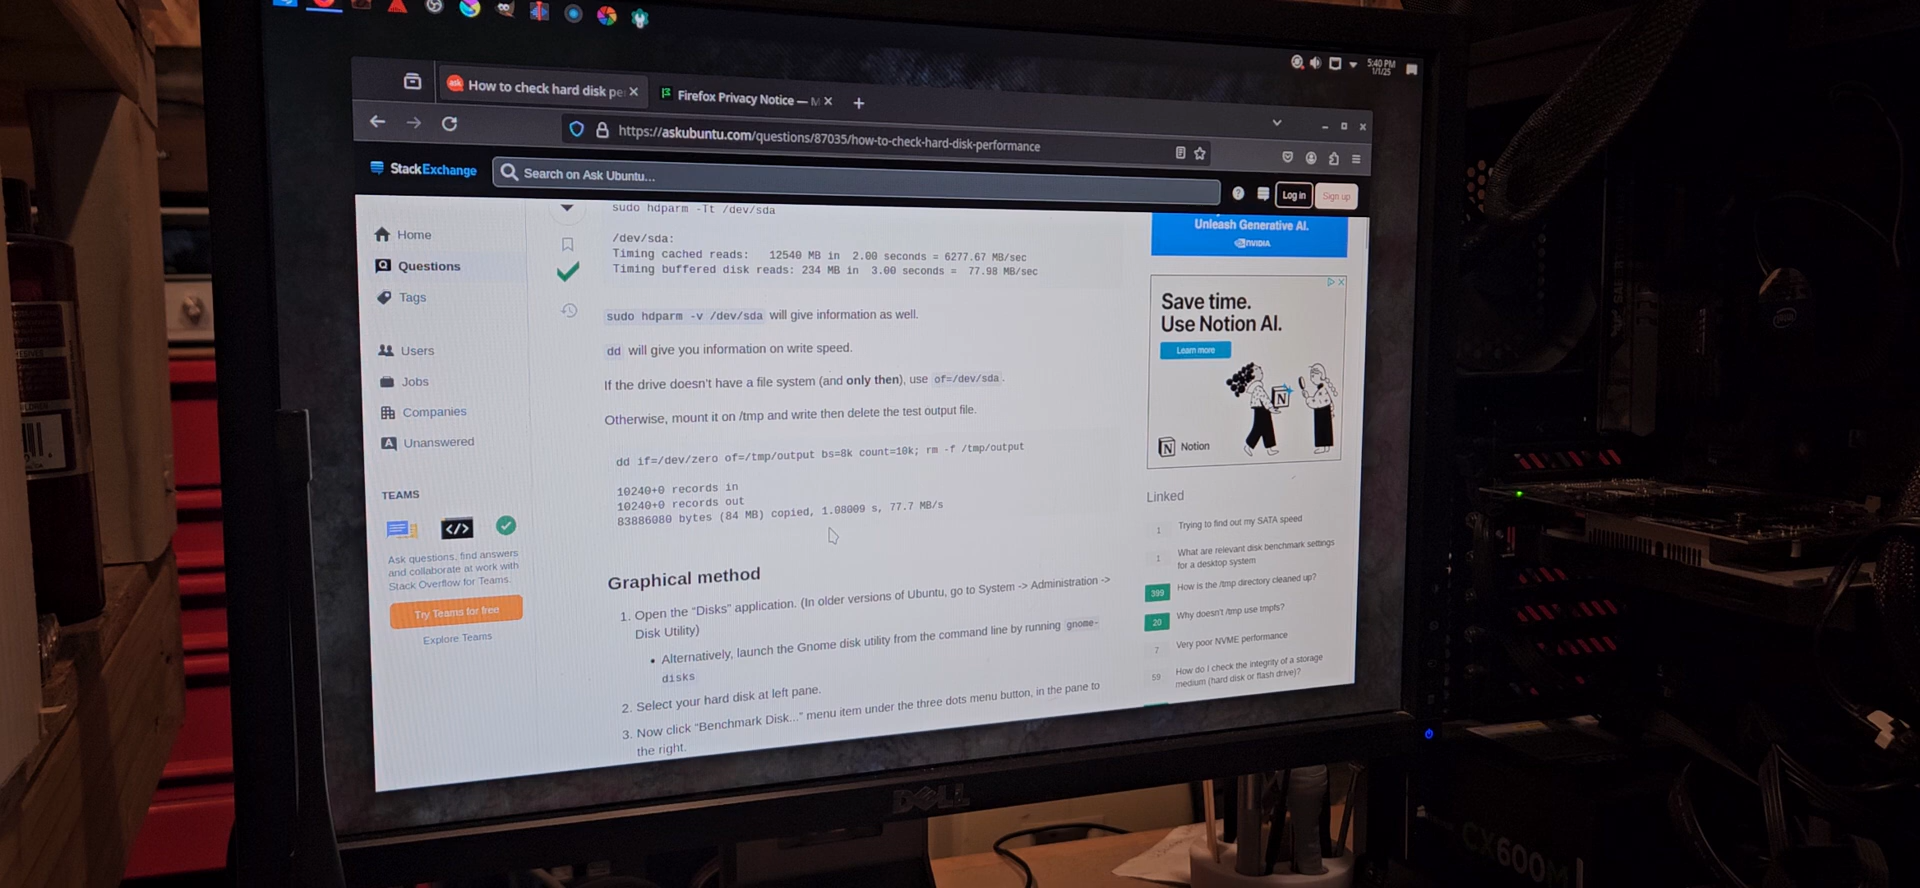 5:40 PM
1/1/25
How to check hard disk pe
Firefox Privacy Notice — M
https://askubuntu.com/questions/87035/how-to-check-hard-disk-performance
StackExchange
Search on Ask Ubuntu...
Log in
Sign up
Home
Questions
Tags
Users
Jobs
Companies
Unanswered
TEAMS
Ask questions, find answers
and collaborate at work with
Stack Overflow for Teams.
Try Teams for free
Explore Teams
sudo hdparm -Tt /dev/sda
/dev/sda:
Timing cached reads: 12540 MB in 2.00 seconds = 6277.67 MB/sec
Timing buffered disk reads: 234 MB in 3.00 seconds = 77.98 MB/sec
sudo hdparm -v /dev/sda will give information as well.
dd will give you information on write speed.
If the drive doesn't have a file system (and only then), use of=/dev/sda.
Otherwise, mount it on /tmp and write then delete the test output file.
dd if=/dev/zero of=/tmp/output bs=8k count=10k; rm -f /tmp/output
10240+0 records in
10240+0 records out
83886080 bytes (84 MB) copied, 1.08009 s, 77.7 MB/s
Graphical method
1. Open the "Disks" application. (In older versions of Ubuntu, go to System -> Administration ->
Disk Utility)
• Alternatively, launch the Gnome disk utility from the command line by running gnome-
disks
2. Select your hard disk at left pane.
3. Now click "Benchmark Disk..." menu item under the three dots menu button, in the pane to
the right.
Unleash Generative AI.
NVIDIA
Save time.
Use Notion AI.
Learn more
N
N Notion
Linked
1 Trying to find out my SATA speed
1 What are relevant disk benchmark settings
for a desktop system
399 How is the /tmp directory cleaned up?
20 Why doesn't /tmp use tmpfs?
7 Very poor NVME performance
59 How do I check the integrity of a storage
medium (hard disk or flash drive)?
DELL
CX600M